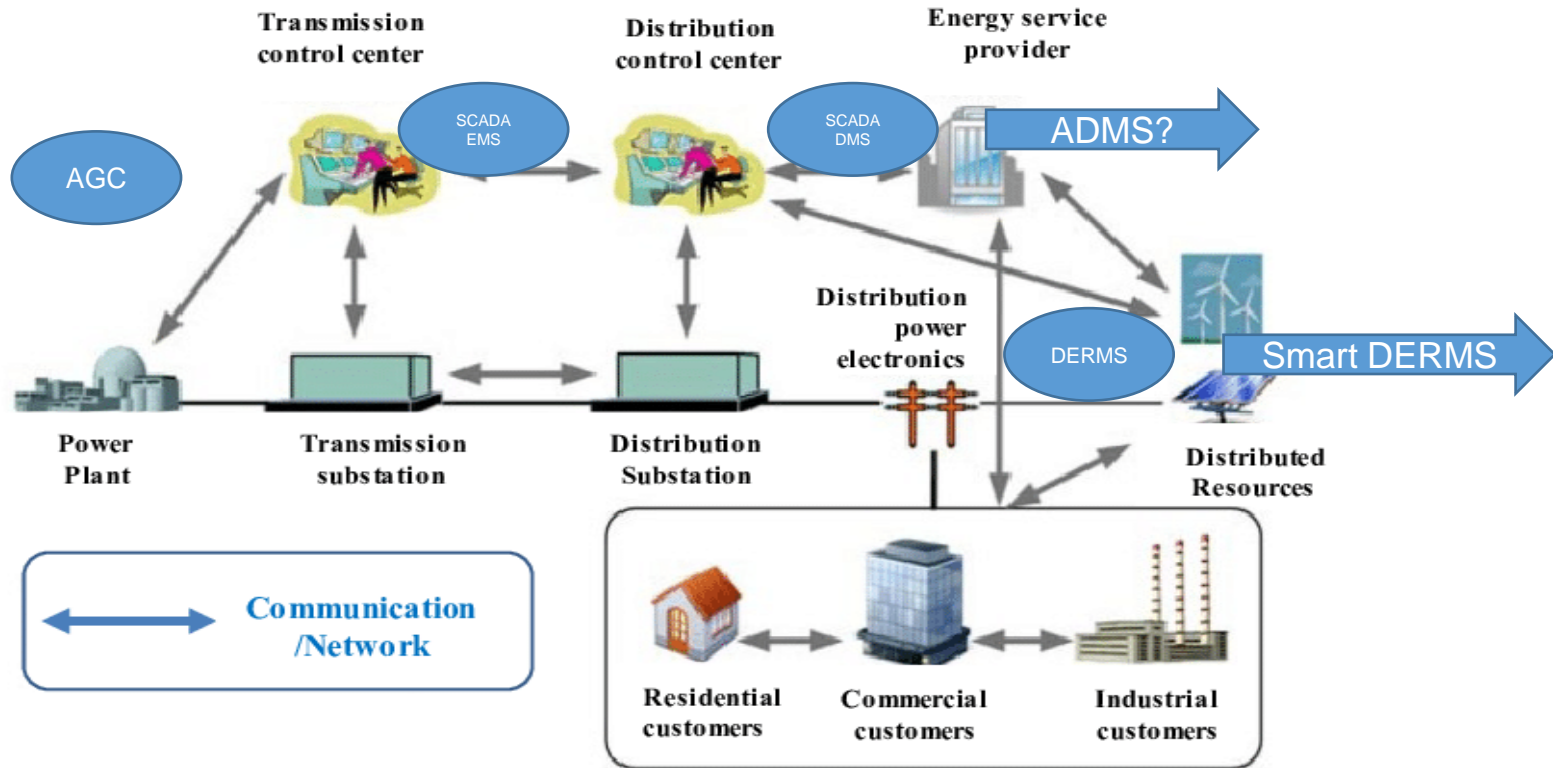 Transmission
control center
Distribution
control center
Energy service
provider
AGC
SCADA
EMS
SCADA
DMS
ADMS?
Distribution
power
electronics
DERMS
Smart DERMS
Power
Plant
Transmission
substation
Distribution
Substation
Distributed
Resources
Communication
/Network
Residential
customers
Commercial
customers
Industrial
customers